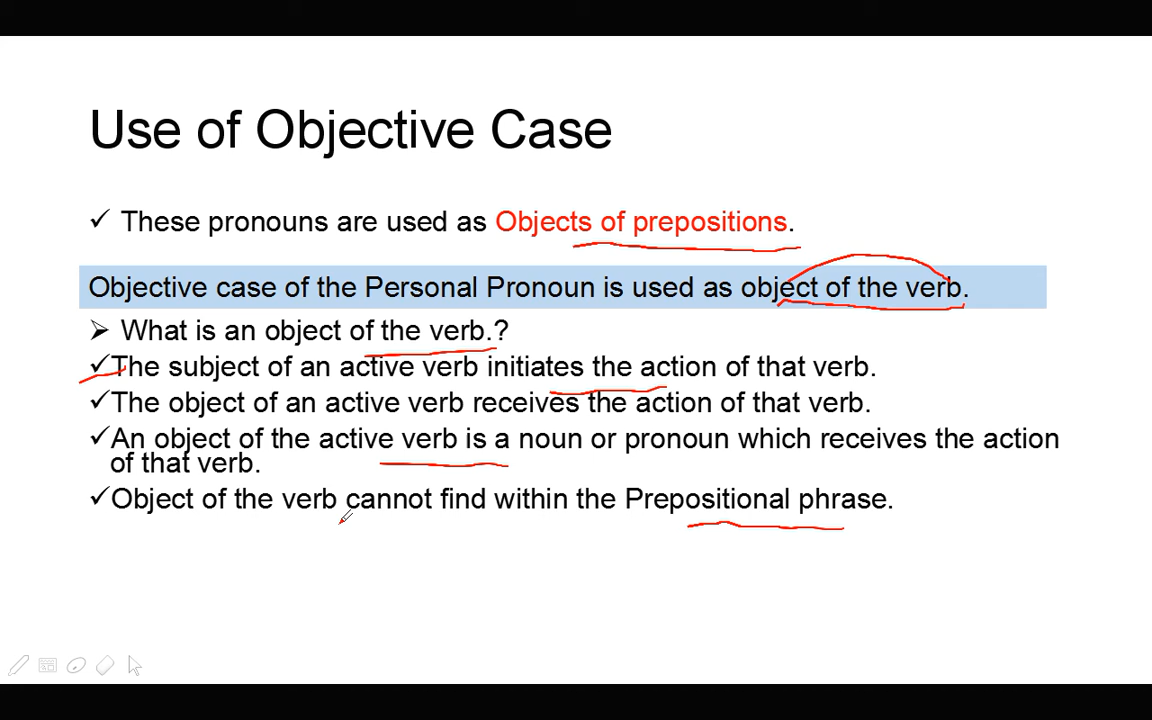 Use of Objective Case
✓ These pronouns are used as Objects of prepositions.
Objective case of the Personal Pronoun is used as object of the verb.
➢ What is an object of the verb.?
✓The subject of an active verb initiates the action of that verb.
✓The object of an active verb receives the action of that verb.
✓An object of the active verb is a noun or pronoun which receives the action
of that verb.
✓Object of the verb cannot find within the Prepositional phrase.